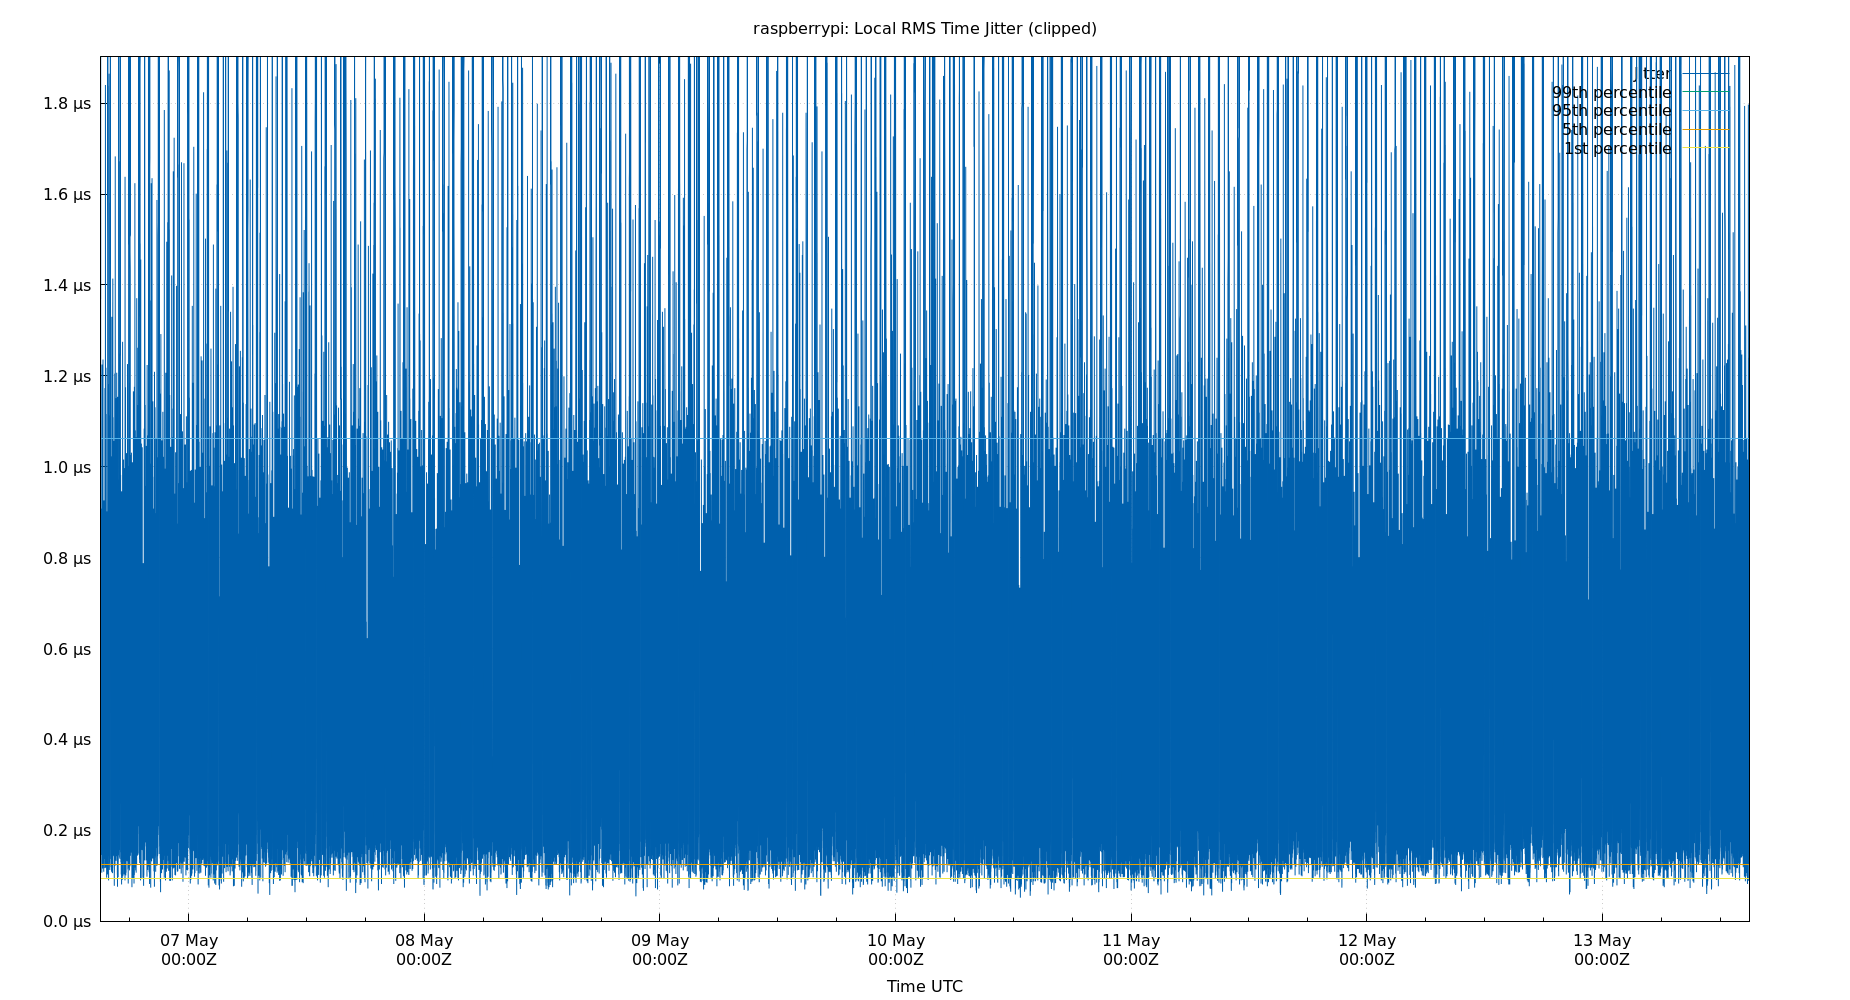 raspberrypi: Local RMS Time Jitter (clipped)
jitter
99th percentile
95th percentile
5th percentile
1st percentile
1.8 µs
1.6 µs
1.4 µs
1.2 µs
1.0 µs
0.8 µs
0.6 µs
0.4 µs
0.2 µs
0.0 µs
07 May 08 May 09 May 10 May 11 May 12 May 13 May
00:00Z 00:00Z 00:00Z 00:00Z 00:00Z 00:00Z 00:00Z
Time UTC